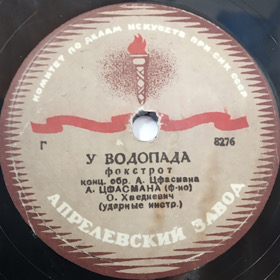 КОМИТЕТ ПО ДЕЛАМ ИСКУССТВ ПРИ СНК СССР
Г 8276
У ВОДОПАДА
фокстрот
конц. обр. А. Цфасмана
А. ЦФАСМАНА (ф-но)
О. Хведкевич
(ударные инстр.)
АПРЕЛЕВСКИЙ ЗАВОД